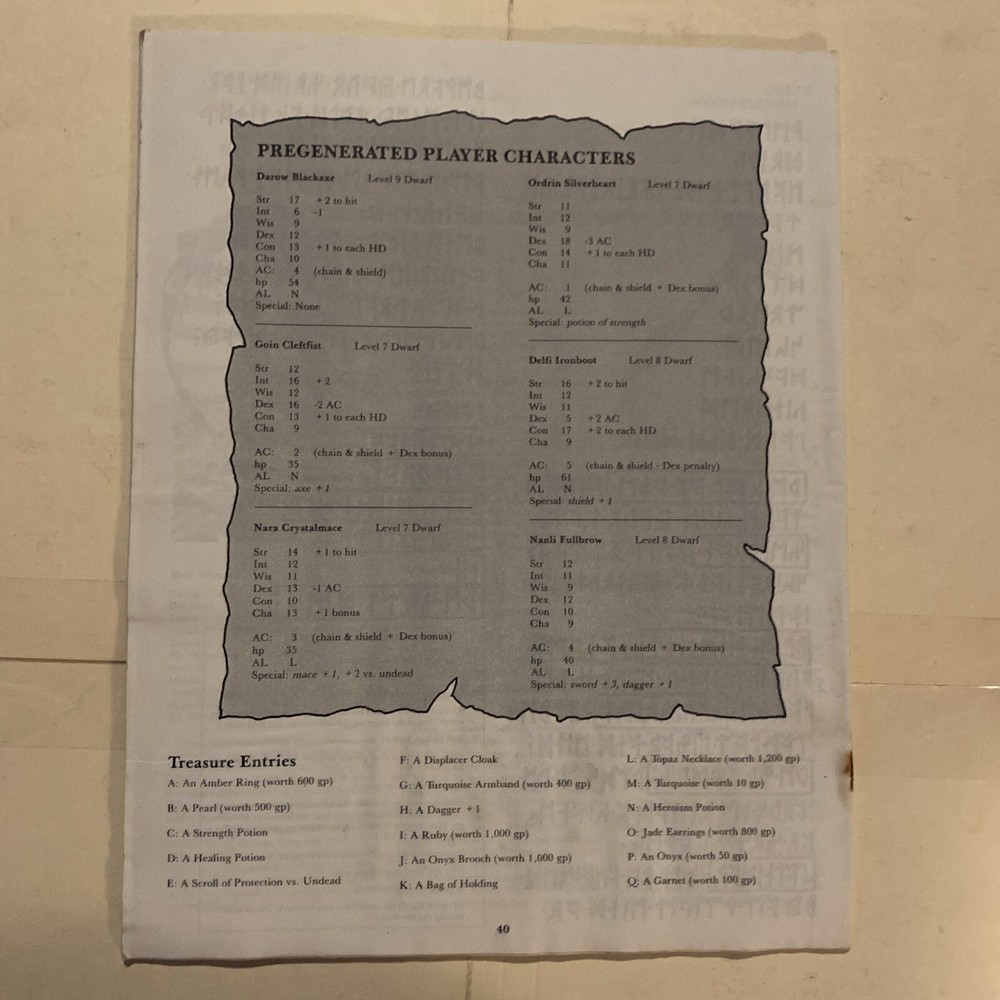 PREGENERATED PLAYER CHARACTERS
Darow Blackaxe Level 9 Dwarf
Str 17 +2 to hit
Int 6 -1
Wis 9
Dex 12
Con 13 +1 to each HD
Cha 10
AC: 4 (chain & shield)
hp 54
AL N
Special: None
Goin Cleftfist Level 7 Dwarf
Str 12
Int 16 +2
Wis 12
Dex 16 -2 AC
Con 13 +1 to each HD
Cha 9
AC: 2 (chain & shield + Dex bonus)
hp 35
AL N
Special: axe +1
Nara Crystalmace Level 7 Dwarf
Str 14 +1 to hit
Int 12
Wis 11
Dex 13 -1 AC
Con 10
Cha 13 +1 bonus
AC: 3 (chain & shield + Dex bonus)
hp 35
AL L
Special: mace +1, +2 vs. undead
Ordrin Silverheart Level 7 Dwarf
Str 11
Int 12
Wis 9
Dex 18 -3 AC
Con 14 +1 to each HD
Cha 11
AC: 1 (chain & shield + Dex bonus)
hp 42
AL L
Special: potion of strength
Delfi Ironboot Level 8 Dwarf
Str 16 +2 to hit
Int 12
Wis 11
Dex 5 +2 AC
Con 17 +2 to each HD
Cha 9
AC: 5 (chain & shield - Dex penalty)
hp 61
AL N
Special: shield +1
Nanli Fullbrow Level 8 Dwarf
Str 12
Int 11
Wis 9
Dex 12
Con 10
Cha 9
AC: 4 (chain & shield + Dex bonus)
hp 40
AL L
Special: sword +3, dagger +1
Treasure Entries
A: An Amber Ring (worth 600 gp)
B: A Pearl (worth 500 gp)
C: A Strength Potion
D: A Healing Potion
E: A Scroll of Protection vs. Undead
F: A Displacer Cloak
G: A Turquoise Armband (worth 400 gp)
H: A Dagger +1
I: A Ruby (worth 1,000 gp)
J: An Onyx Brooch (worth 1,000 gp)
K: A Bag of Holding
L: A Topaz Necklace (worth 1,200 gp)
M: A Turquoise (worth 10 gp)
N: A Heroism Potion
O: Jade Earrings (worth 800 gp)
P: An Onyx (worth 50 gp)
Q: A Garnet (worth 100 gp)
40